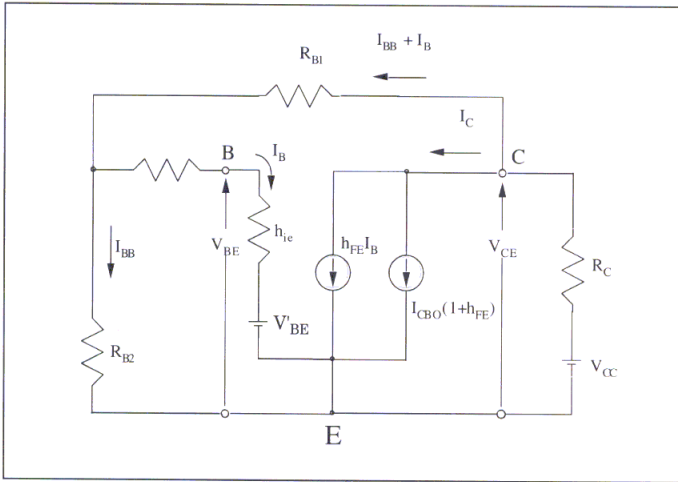 I_BB + I_B
R_B1
I_C
B
I_B
C
I_BB
V_BE
h_ie
h_FE I_B
V_CE
R_C
I_CBO(1+h_FE)
V'_BE
R_B2
V_CC
E